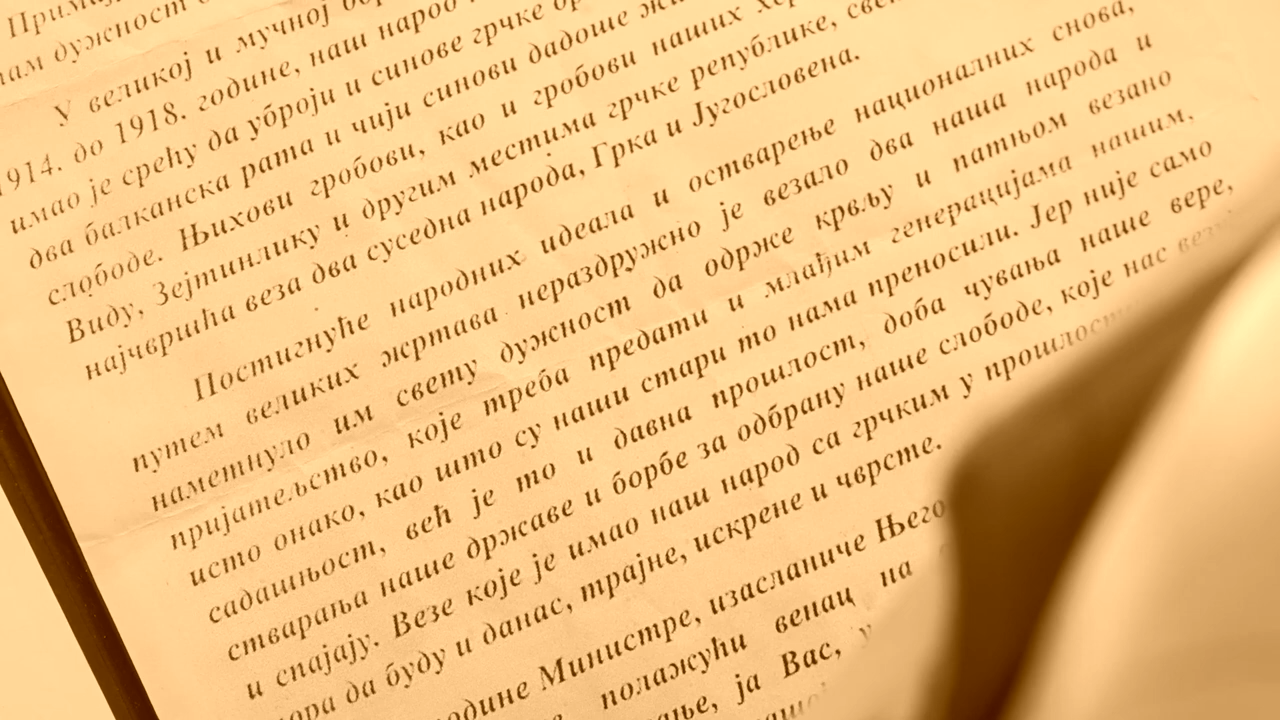 дужност
У великој и мучној
1914. до 1918. године, наш народ
имао је срећу да уброји и синове грчке
два балканска рата и чији синови дадоше
слободе. Њихови гробови, као и гробови наших
Виду, Зејтинлику и другим местима грчке републике,
најчвршћа веза два суседна народа, Грка и Југословена.
Постигнуће народних идеала и остварење националних снова,
путем великих жртава нераздружно је везало два наша народа и
наметнуло им свету дужност да одрже крвљу и патњом везано
пријатељство, које треба предати и млађим генерацијама нашим,
исто онако, као што су наши стари то нама преносили. Јер није само
садашњост, већ је то и давна прошлост, доба чувања наше вере,
стварања наше државе и борбе за одбрану наше слободе, које нас
и спајају. Везе које је имао наш народ са грчким у
да буду и данас, трајне, искрене и чврсте.
Министре, изасланиче
полажући венац на
ја Вас,